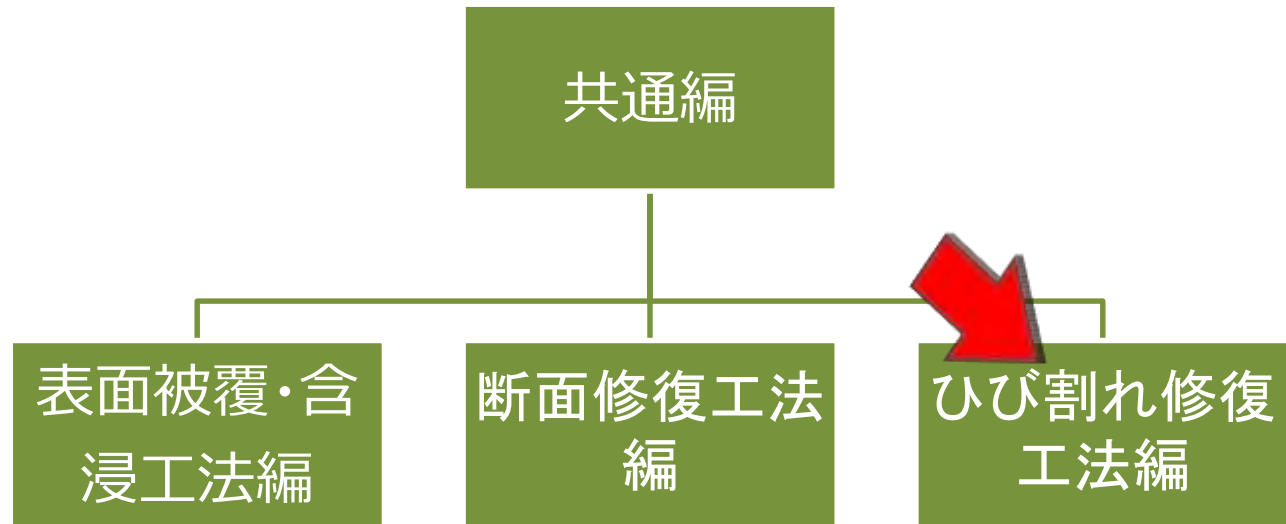 共通編
表面被覆・含
浸工法編
断面修復工法
編
ひび割れ修復
工法編